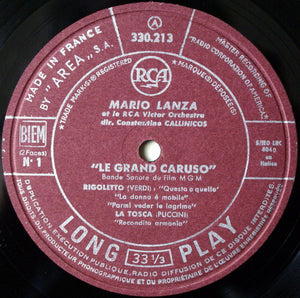 A
330.213
MADE IN FRANCE
BY "AREA", S.A.
MASTER RECORDING OF
"RADIO CORPORATION OF AMERICA"
TRADE MARK(S) REGISTERED
MARQUE(S) DÉPOSÉE(S)
RCA
MARIO LANZA
et le RCA Victor Orchestra
dir. Constantine CALLINICOS
BIEM
(2 Faces)
N° 1
en Italien
"LE GRAND CARUSO"
Bande Sonore de Film M G M
RIGOLETTO (VERDI): "Questa o quella"
"La donna è mobile"
"Parmi veder le lagrime"
LA TOSCA (PUCCINI):
"Recondita armonia"
LONG 33 1/3 PLAY